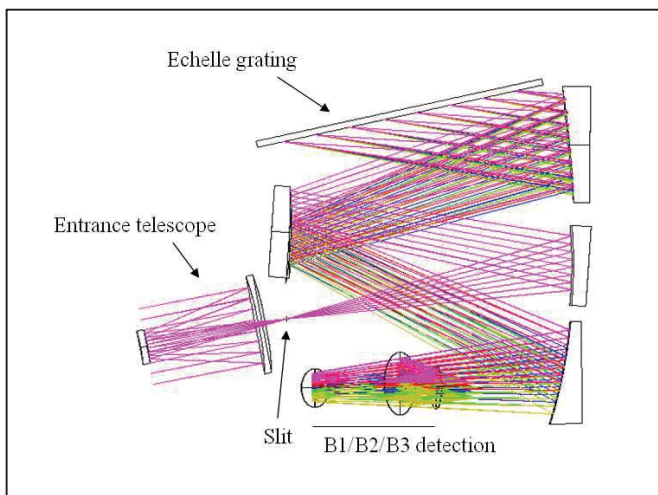 Echelle grating
Entrance telescope
Slit
B1/B2/B3 detection